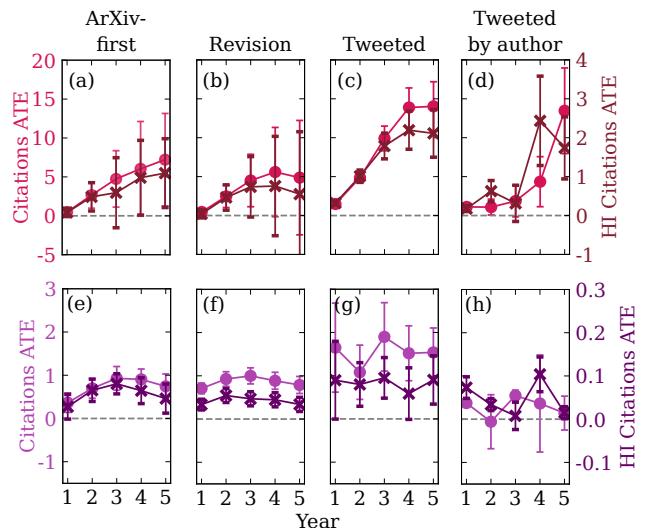 ArXiv-
first
Revision
Tweeted
Tweeted
by author
Citations ATE
20
15
10
5
0
-5
(a)
(b)
(c)
(d)
4
3
2
1
0
-1
HI Citations ATE
Citations ATE
3
2
1
0
-1
(e)
(f)
(g)
(h)
0.3
0.2
0.1
0.0
-0.1
HI Citations ATE
1 2 3 4 5
1 2 3 4 5
1 2 3 4 5
1 2 3 4 5
Year